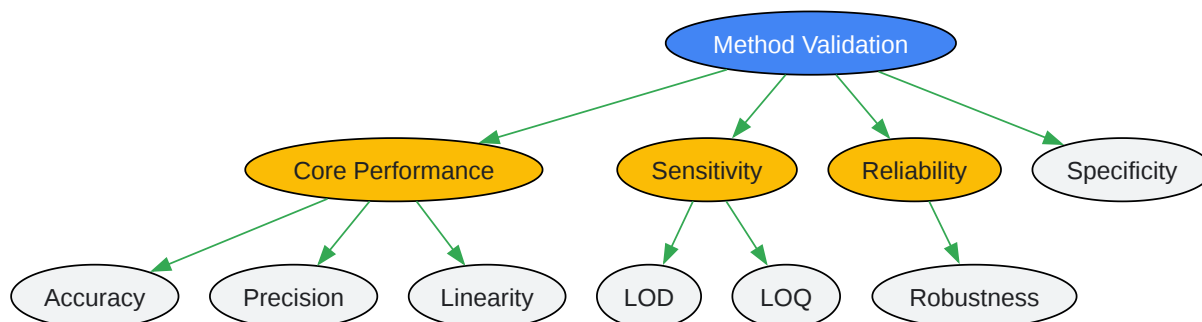 Method Validation
Core Performance
Sensitivity
Reliability
Specificity
Accuracy
Precision
Linearity
LOD
LOQ
Robustness